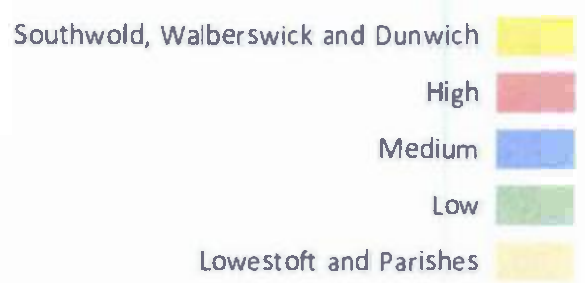 Southwold, Walberswick and Dunwich
High
Medium
Low
Lowestoft and Parishes